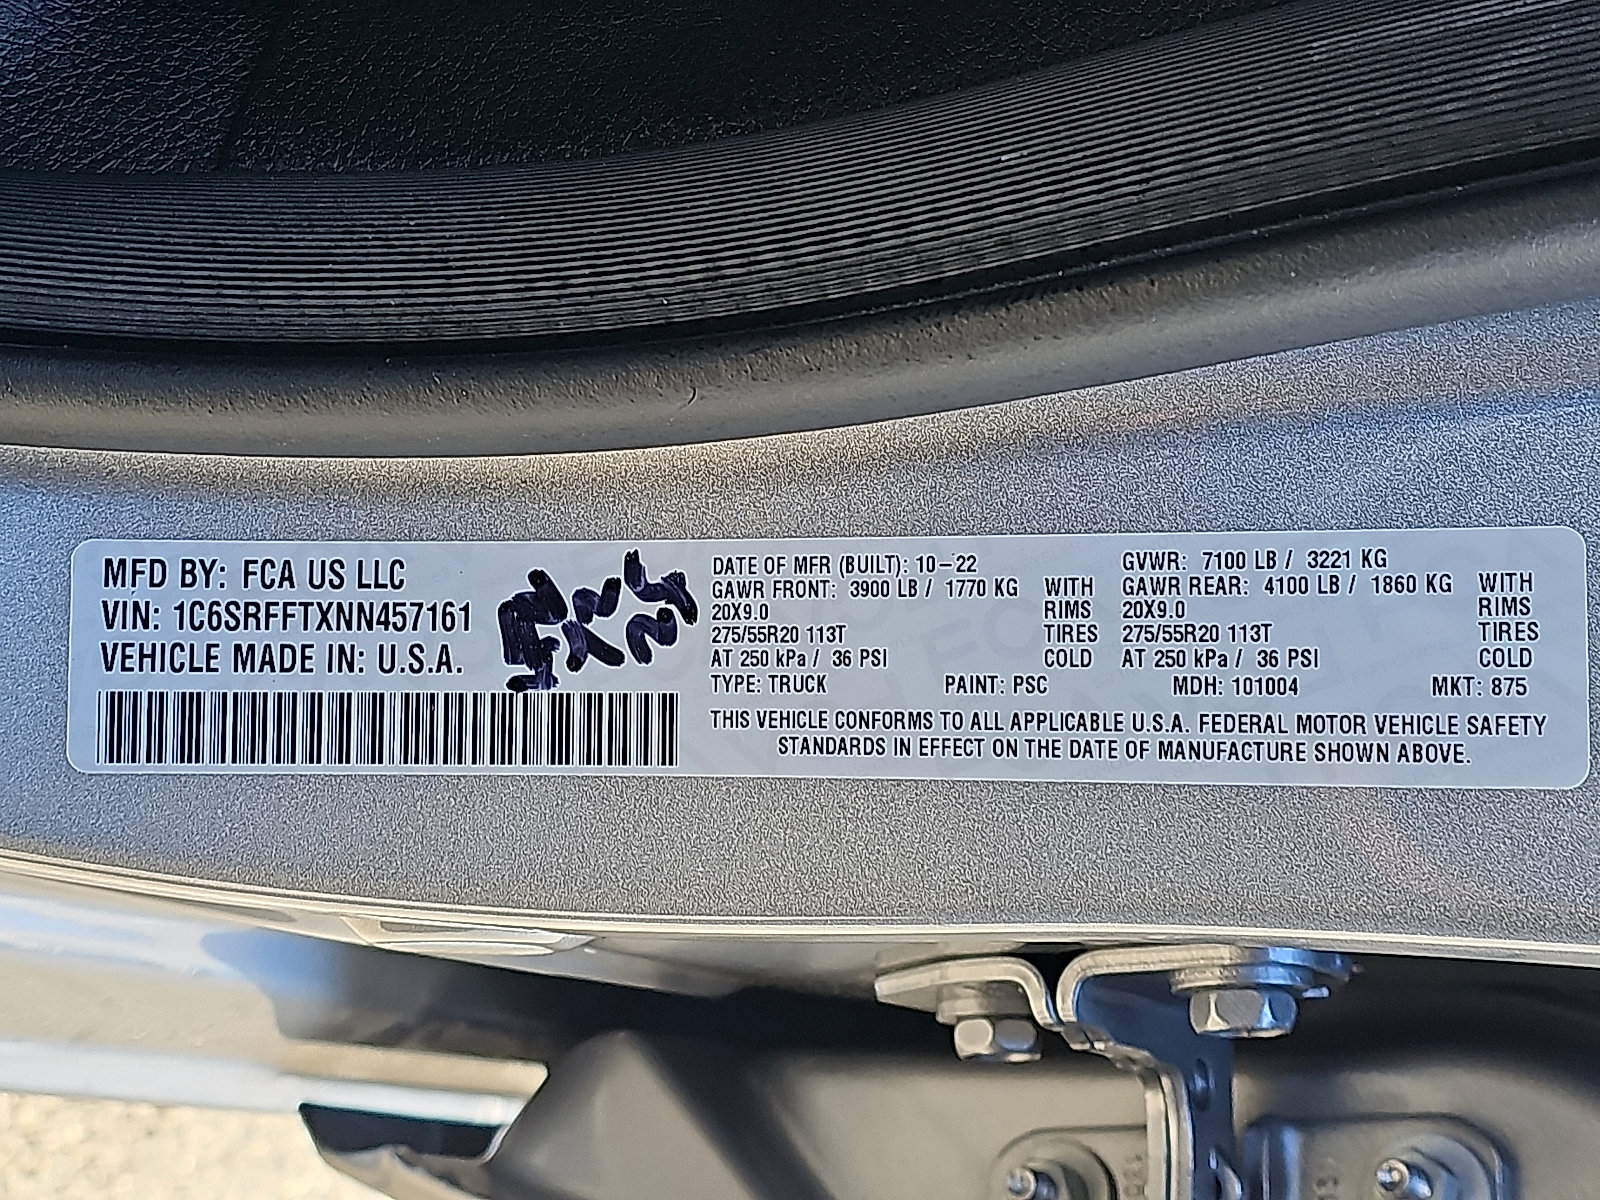 MFD BY: FCA US LLC
VIN: 1C6SRFFTXNN457161
VEHICLE MADE IN: U.S.A.
DATE OF MFR (BUILT): 10-22
GAWR FRONT: 3900 LB / 1770 KG WITH
20X9.0 RIMS
275/55R20 113T TIRES
AT 250 kPa / 36 PSI COLD
GVWR: 7100 LB / 3221 KG
GAWR REAR: 4100 LB / 1860 KG WITH
20X9.0 RIMS
275/55R20 113T TIRES
AT 250 kPa / 36 PSI COLD
TYPE: TRUCK PAINT: PSC MDH: 101004 MKT: 875
THIS VEHICLE CONFORMS TO ALL APPLICABLE U.S.A. FEDERAL MOTOR VEHICLE SAFETY
STANDARDS IN EFFECT ON THE DATE OF MANUFACTURE SHOWN ABOVE.